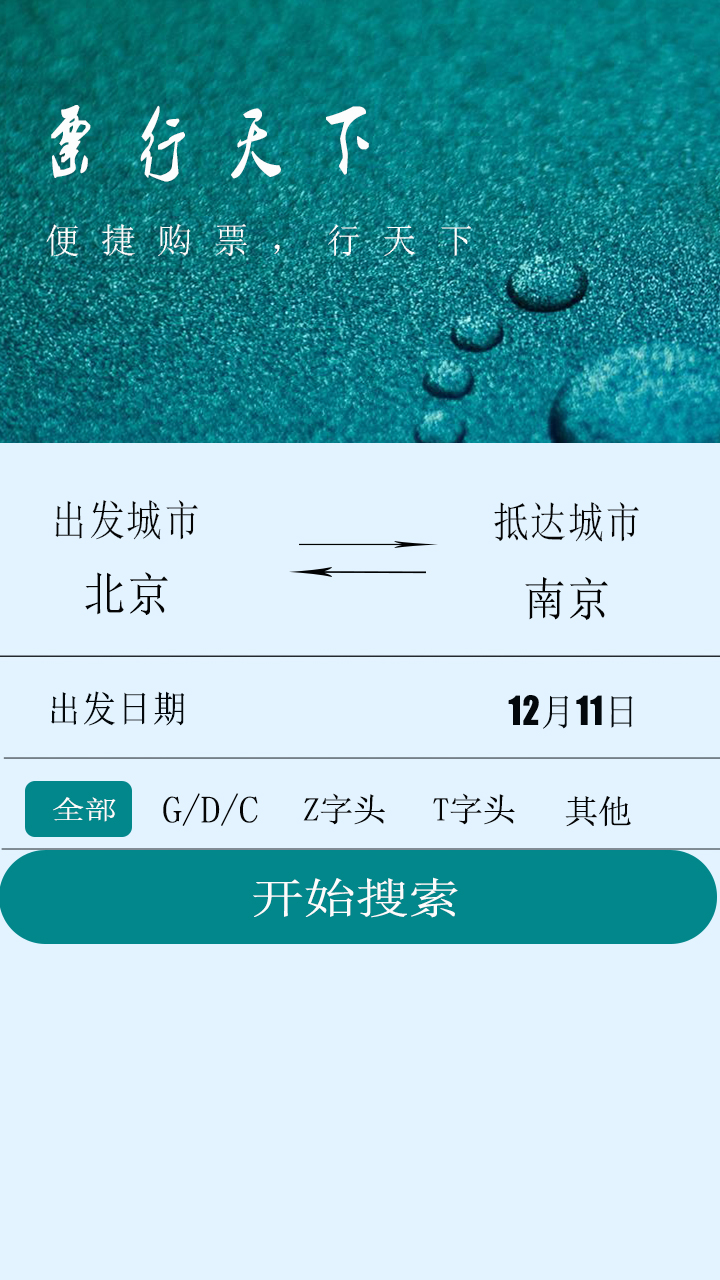 票行天下
便捷购票，行天下
出发城市 抵达城市
北京 南京
出发日期 12月11日
全部 G/D/C Z字头 T字头 其他
开始搜索